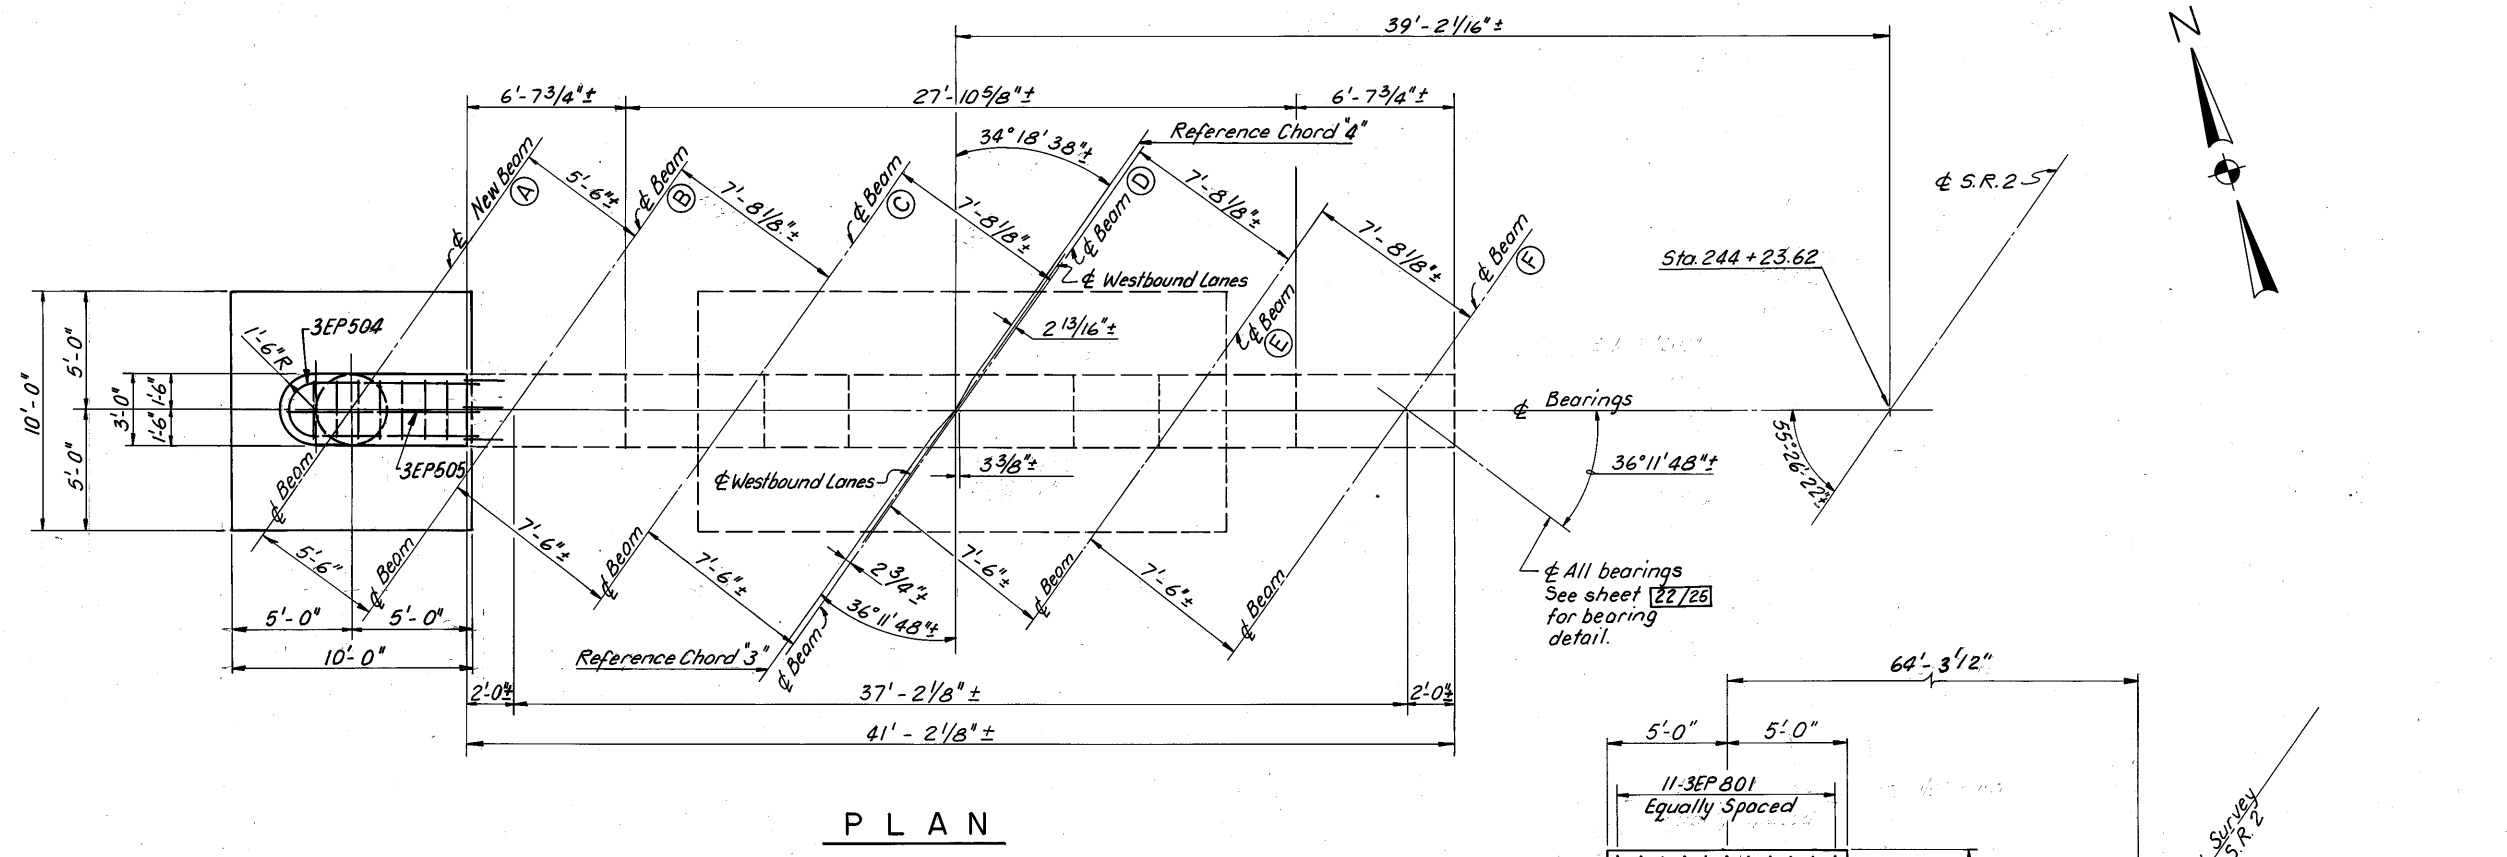 39'-2 1/16"±
N
6'-7 3/4"±
27'-10 5/8"±
6'-7 3/4"±
34°18'38"±
Reference Chord "4"
℄ New Beam
A
5'-6"±
℄ Beam
B
7'-8 1/8"±
℄ Beam
C
7'-8 1/8"±
℄ Beam D
7'-8 1/8"±
7'-8 1/8"±
℄ Beam
F
℄ S.R.2
Sta. 244+23.62
℄ Westbound Lanes
2 13/16"±
℄ Beam
E
10'-0"
5'-0"
5'-0"
3'-0"
1'-6"
1'-6"
1'-6"R
3EP504
3EP505
℄ Bearings
36°11'48"±
55°-26'-22"±
℄ Westbound Lanes
3 3/8"±
℄ Beam
℄ Beam
5'-6"
7'-6"±
℄ Beam
7'-6"±
2 3/4"±
36°11'48"±
7'-6"±
℄ Beam
7'-6"±
℄ Beam
℄ All bearings
See sheet 22/25
for bearing
detail.
5'-0"
5'-0"
10'-0"
Reference Chord "3"
℄ Beam
2'-0"±
37'-2 1/8"±
2'-0"±
41'-2 1/8"±
PLAN
64'-3 1/2"
5'-0"
5'-0"
11-3EP801
Equally Spaced
Survey
S.R. 2